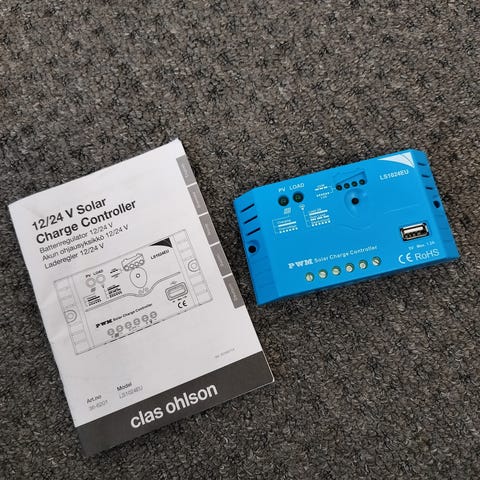 12/24 V Solar
Charge Controller
Batteriregulator 12/24 V
Akun ohjausyksikkö 12/24 V
Laderegler 12/24 V
PV LOAD
LS1024EU
PWM Solar Charge Controller
CE
Art.no
Model
36-6201
LS1024EU
clas ohlson
PV LOAD
LS1024EU
PWM Solar Charge Controller
5V Max. 1.2A
CE RoHS